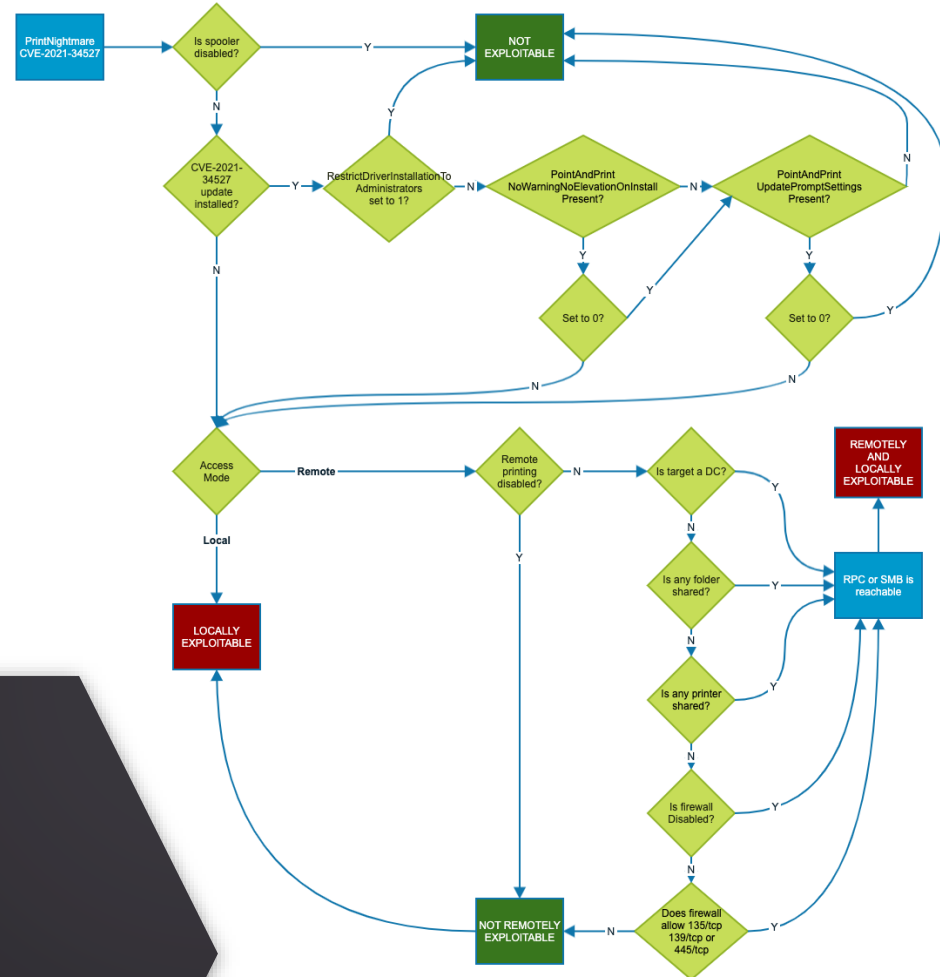 PrintNightmare
CVE-2021-34527
Is spooler
disabled?
Y
NOT
EXPLOITABLE
N
Y
CVE-2021-
34527
update
installed?
Y
RestrictDriverInstallationTo
Administrators
set to 1?
N
PointAndPrint
NoWarningNoElevationOnInstall
Present?
N
PointAndPrint
UpdatePromptSettings
Present?
N
N
Y
Y
Set to 0?
Y
Set to 0?
Y
N
N
Access
Mode
Remote
Remote
printing
disabled?
N
Is target a DC?
Y
REMOTELY
AND
LOCALLY
EXPLOITABLE
Local
Y
N
LOCALLY
EXPLOITABLE
Is any folder
shared?
Y
RPC or SMB is
reachable
N
Is any printer
shared?
Y
N
Is firewall
Disabled?
Y
N
NOT REMOTELY
EXPLOITABLE
N
Does firewall
allow 135/tcp
139/tcp or
445/tcp
Y